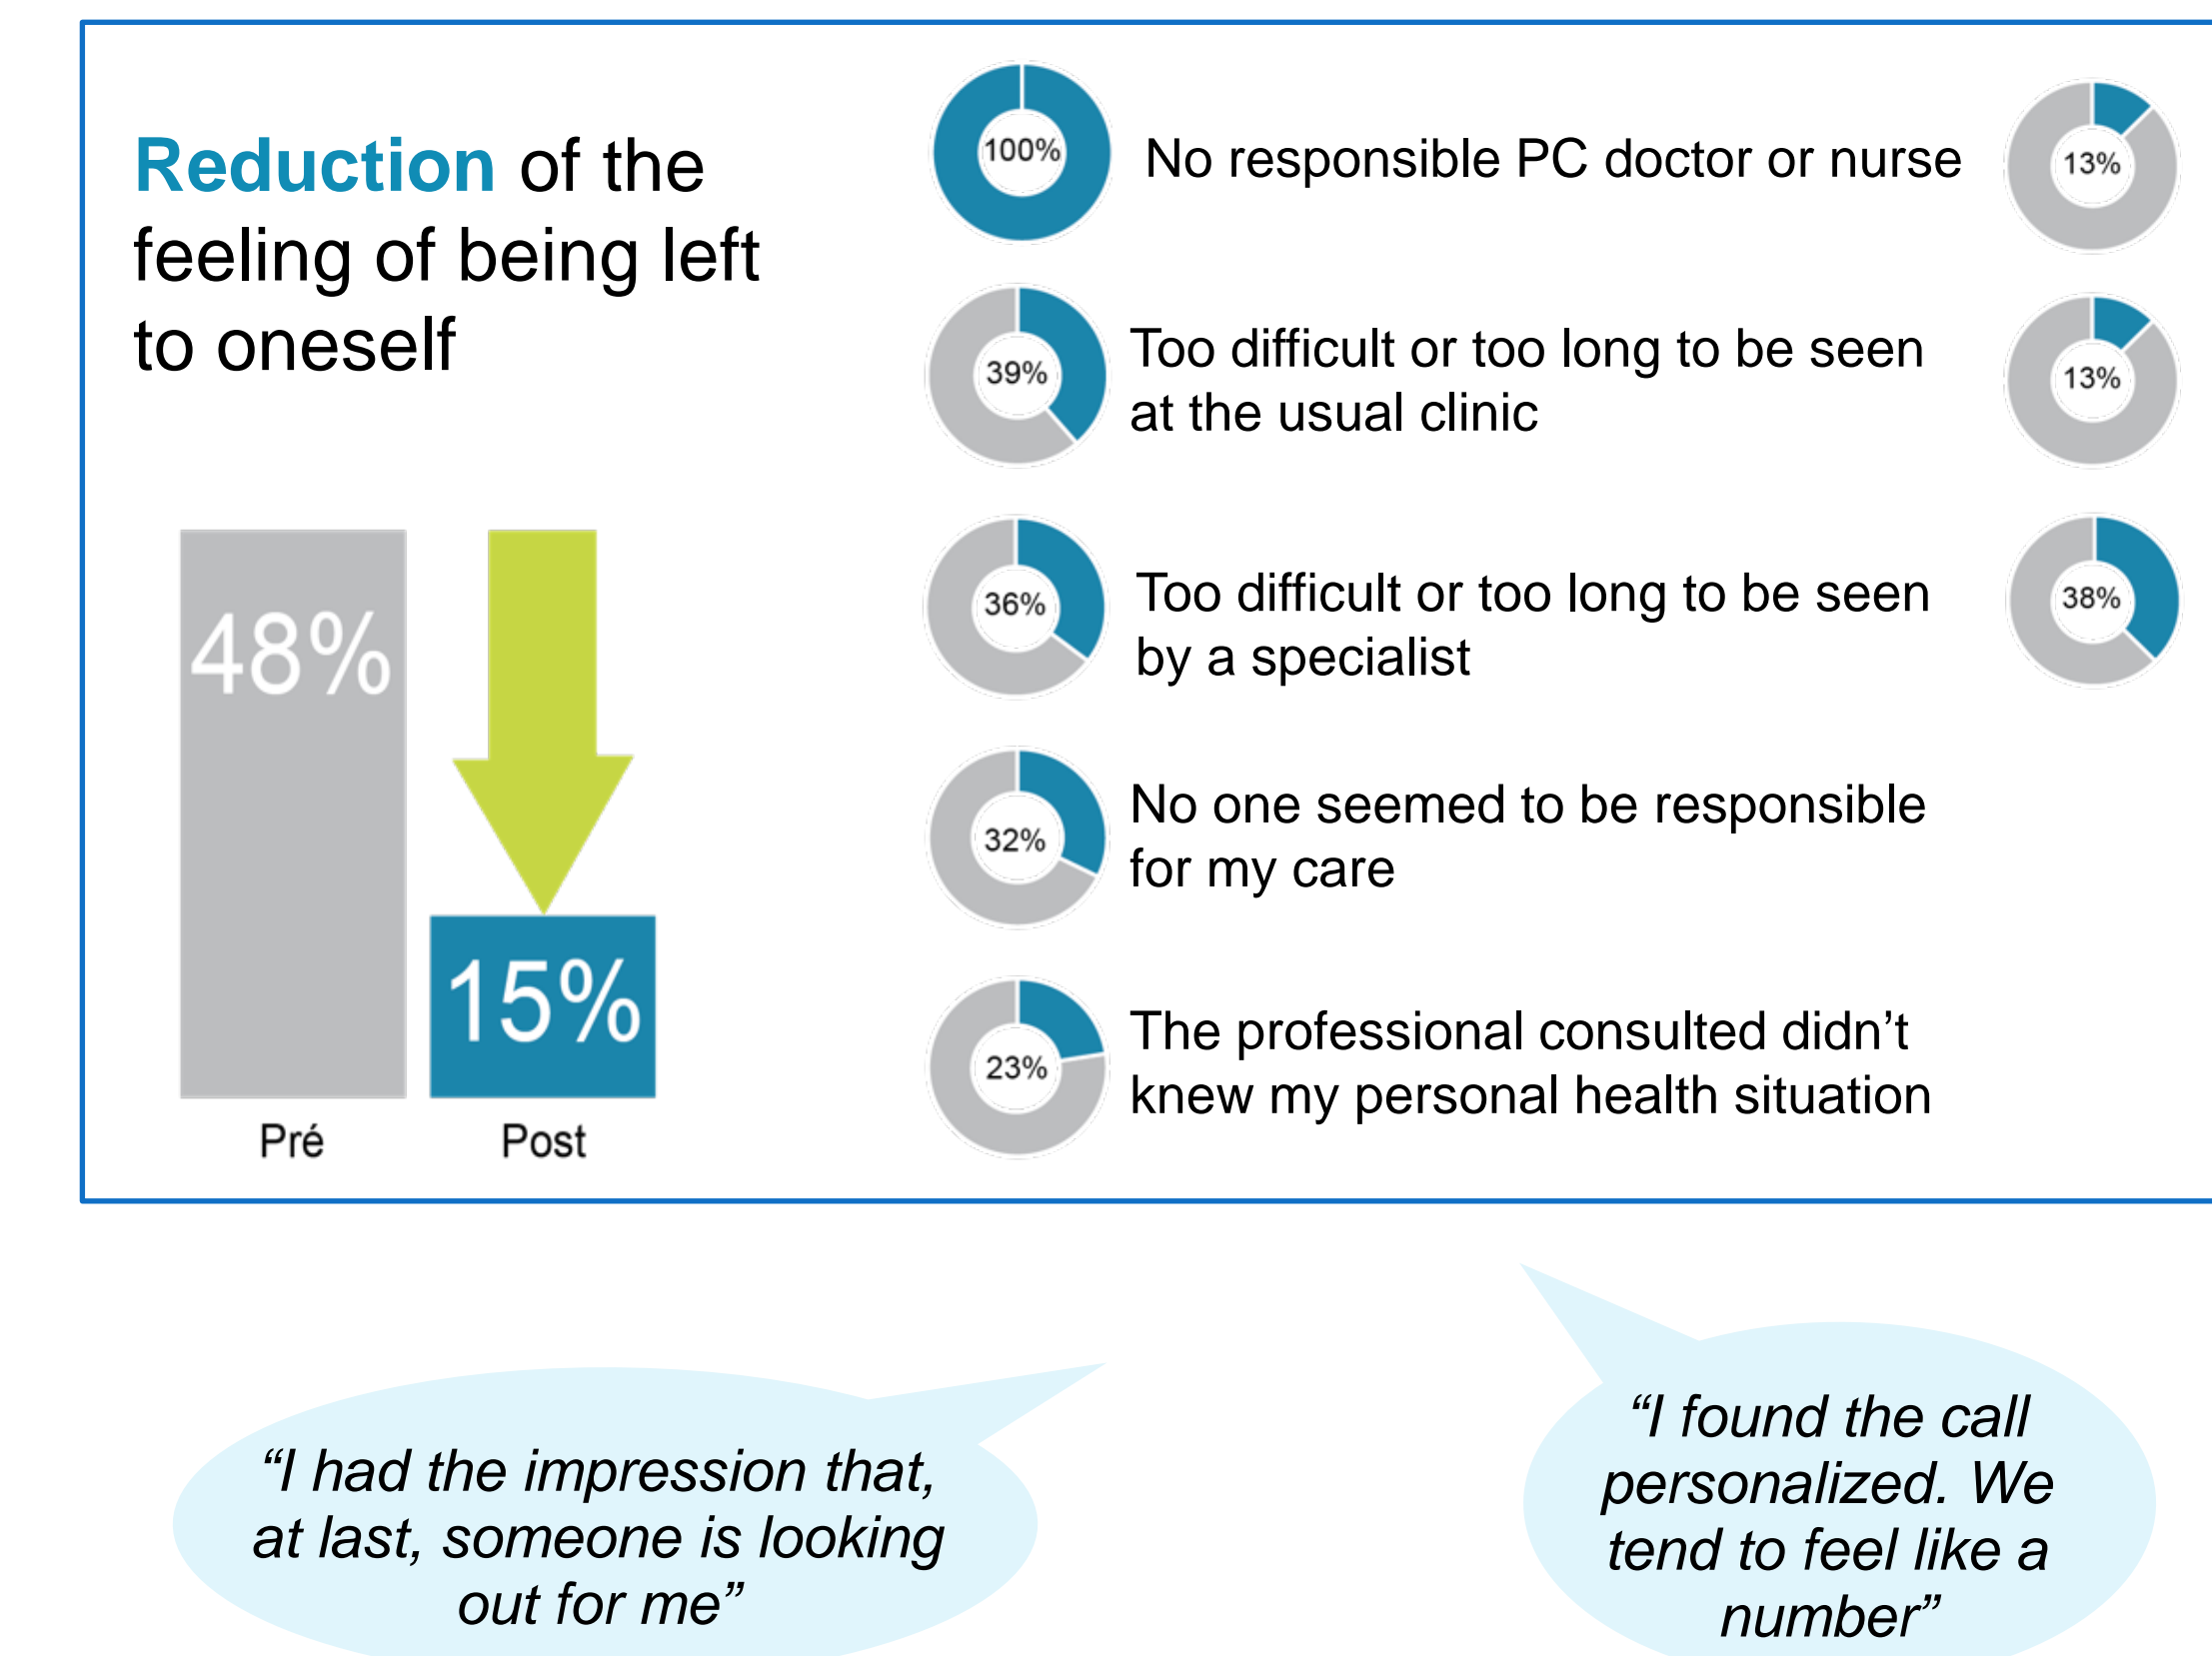 Reduction of the
feeling of being left
to oneself
48%
15%
Pré
Post
100%
No responsible PC doctor or nurse
13%
39%
Too difficult or too long to be seen
at the usual clinic
13%
36%
Too difficult or too long to be seen
by a specialist
38%
32%
No one seemed to be responsible
for my care
23%
The professional consulted didn’t
knew my personal health situation
“I had the impression that,
at last, someone is looking
out for me”
“I found the call
personalized. We
tend to feel like a
number”